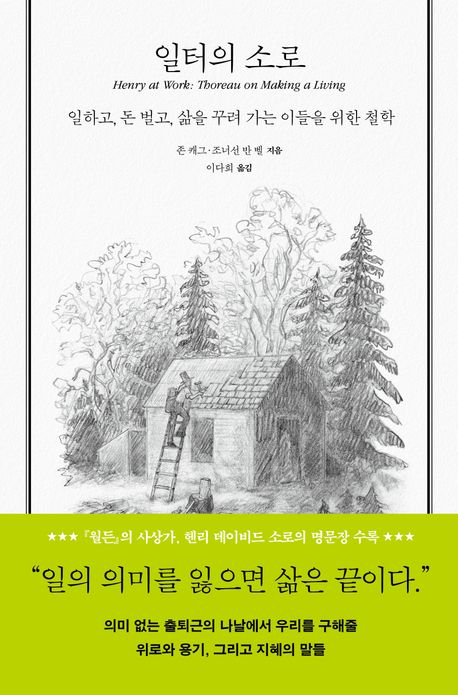 일터의 소로
Henry at Work: Thoreau on Making a Living
일하고, 돈 벌고, 삶을 꾸려 가는 이들을 위한 철학
존 캐그·조너선 반 벨 지음
이다희 옮김
★★★ 『월든』의 사상가, 헨리 데이비드 소로의 명문장 수록 ★★★
“일의 의미를 잃으면 삶은 끝이다.”
의미 없는 출퇴근의 나날에서 우리를 구해줄
위로와 용기, 그리고 지혜의 말들